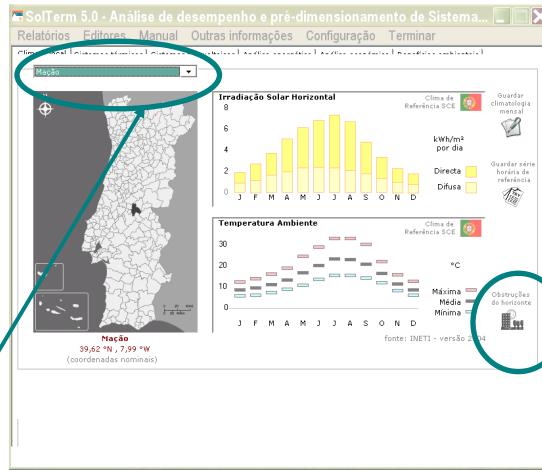 SolTerm 5.0 - Análise de desempenho e pré-dimensionamento de Sistema...
Relatórios Editores Manual Outras informações Configuração Terminar
Mação
Irradiação Solar Horizontal
Clima de
Referência SCE
8
6
4
2
0
J F M A M J J A S O N D
kWh/m²
por dia
Directa
Difusa
Guardar
climatologia
mensal
Guardar série
horária de
referência
Temperatura Ambiente
Clima de
Referência SCE
30
20
10
0
J F M A M J J A S O N D
°C
Máxima
Média
Mínima
Obstruções
do horizonte
Mação
39,62 °N , 7,99 °W
(coordenadas nominais)
fonte: INETI - versão 2004